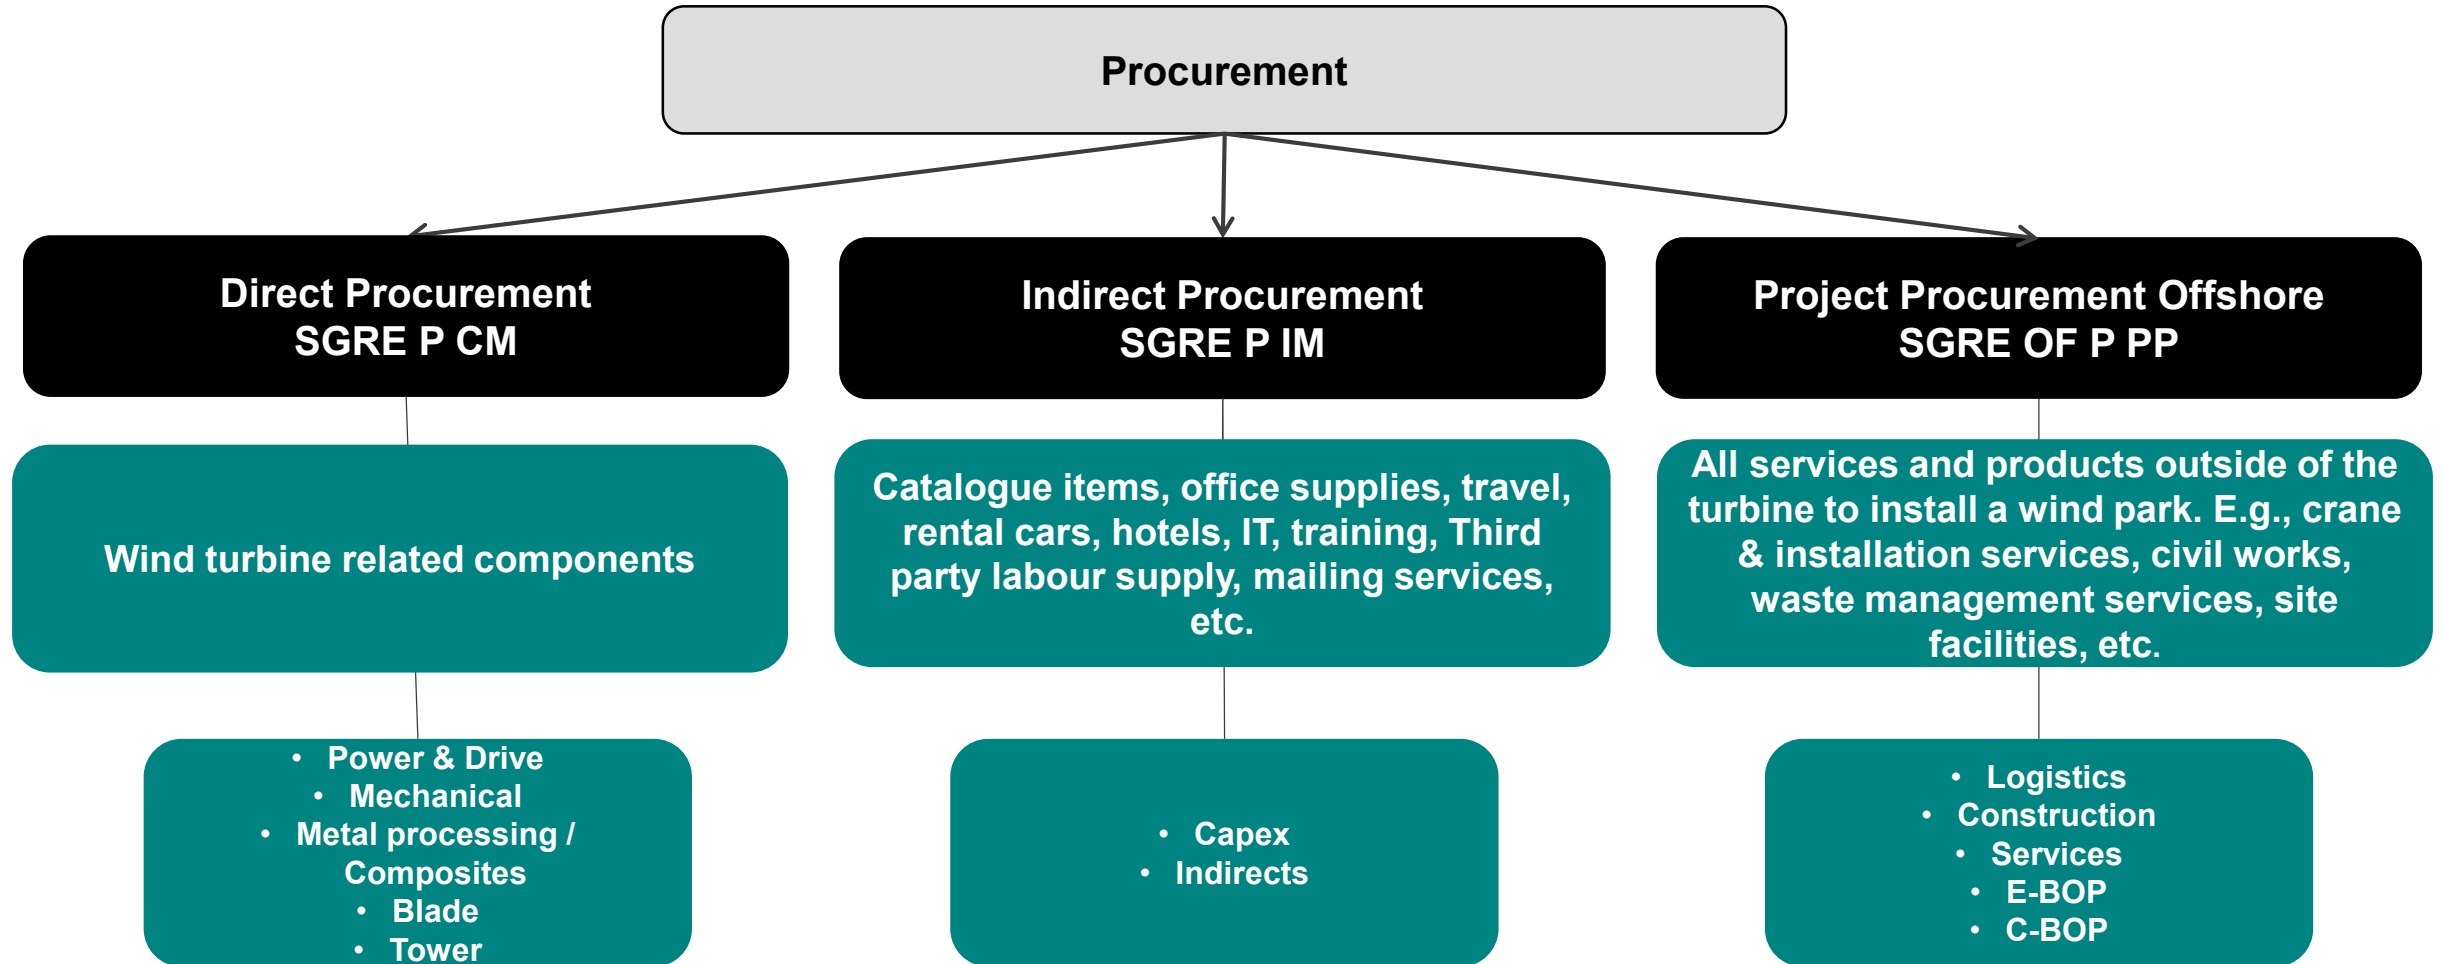 Procurement
Direct Procurement
SGRE P CM
Indirect Procurement
SGRE P IM
Project Procurement Offshore
SGRE OF P PP
Wind turbine related components
Catalogue items, office supplies, travel,
rental cars, hotels, IT, training, Third
party labour supply, mailing services,
etc.
All services and products outside of the
turbine to install a wind park. E.g., crane
& installation services, civil works,
waste management services, site
facilities, etc.
• Power & Drive
• Mechanical
• Metal processing /
Composites
• Blade
• Tower
• Capex
• Indirects
• Logistics
• Construction
• Services
• E-BOP
• C-BOP